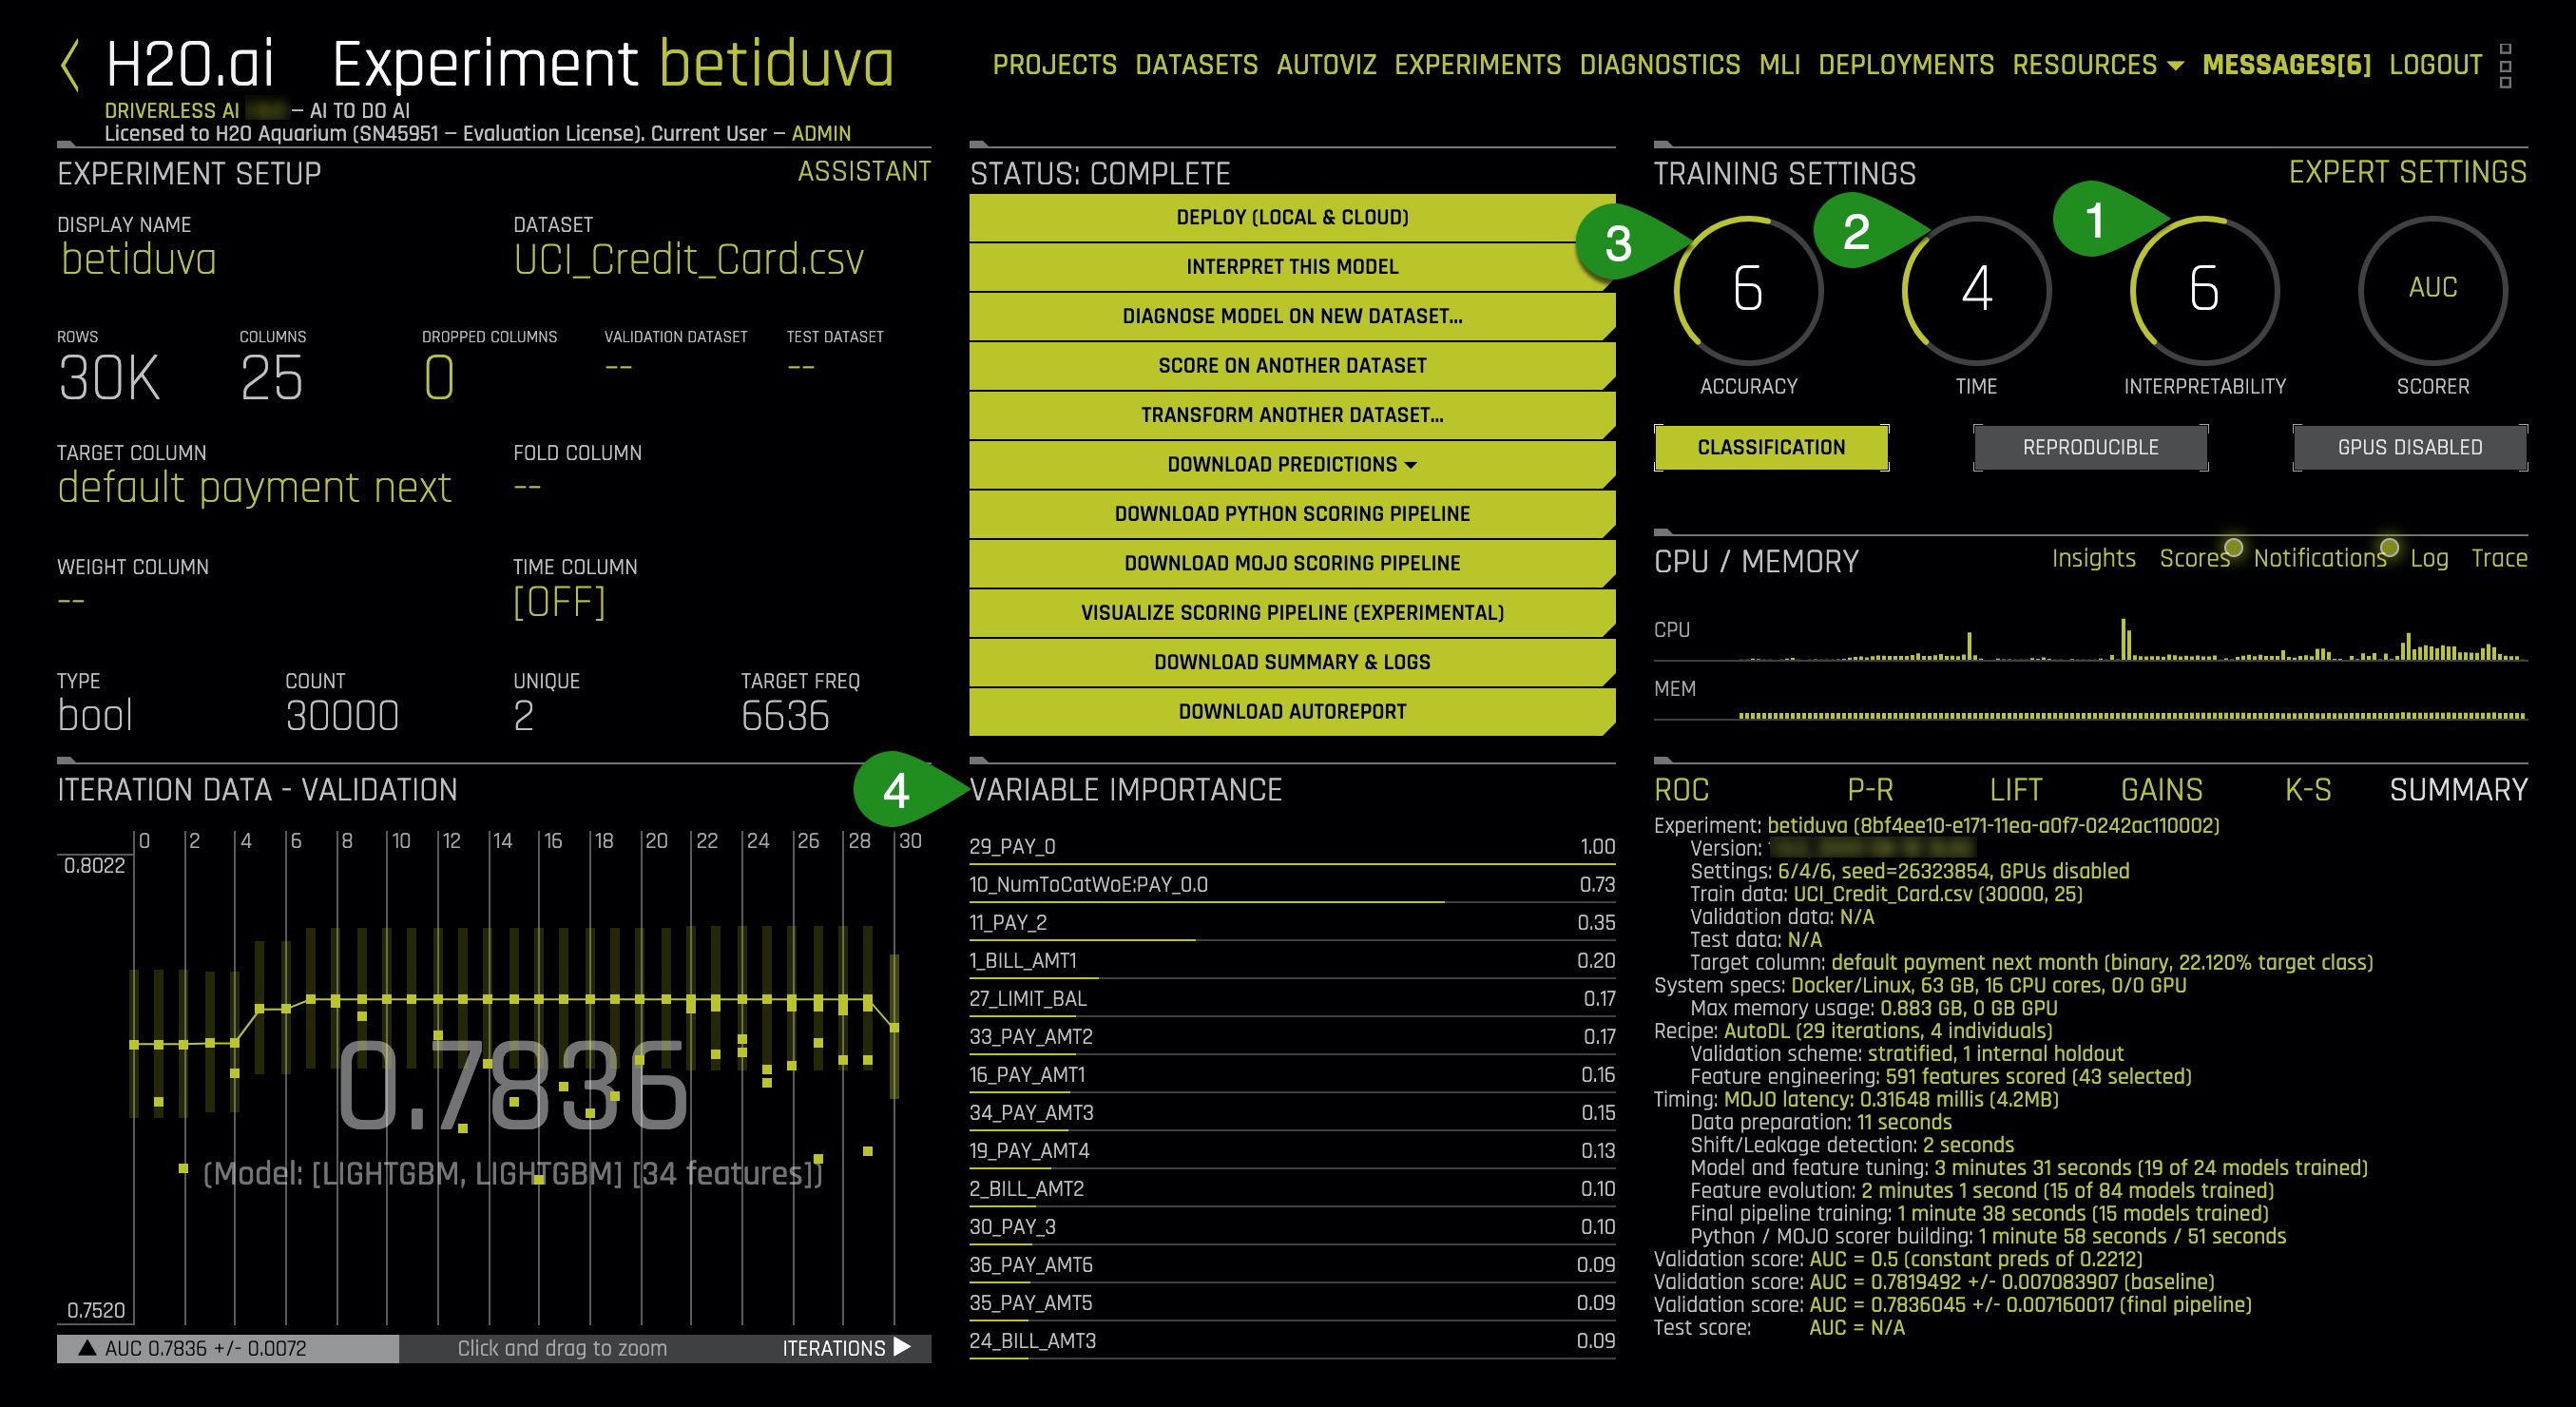 H2O.ai Experiment betiduva
PROJECTS DATASETS AUTOVIZ EXPERIMENTS DIAGNOSTICS MLI DEPLOYMENTS RESOURCES MESSAGES[6] LOGOUT
DRIVERLESS AI — AI TO DO AI
Licensed to H2O Aquarium (SN45951 — Evaluation License). Current User — ADMIN
EXPERIMENT SETUP ASSISTANT
DISPLAY NAME DATASET
betiduva UCI_Credit_Card.csv
ROWS COLUMNS DROPPED COLUMNS VALIDATION DATASET TEST DATASET
30K 25 0 -- --
TARGET COLUMN FOLD COLUMN
default payment next --
WEIGHT COLUMN TIME COLUMN
-- [OFF]
TYPE COUNT UNIQUE TARGET FREQ
bool 30000 2 6636
STATUS: COMPLETE
DEPLOY (LOCAL & CLOUD)
INTERPRET THIS MODEL
DIAGNOSE MODEL ON NEW DATASET...
SCORE ON ANOTHER DATASET
TRANSFORM ANOTHER DATASET...
DOWNLOAD PREDICTIONS
DOWNLOAD PYTHON SCORING PIPELINE
DOWNLOAD MOJO SCORING PIPELINE
VISUALIZE SCORING PIPELINE (EXPERIMENTAL)
DOWNLOAD SUMMARY & LOGS
DOWNLOAD AUTOREPORT
TRAINING SETTINGS EXPERT SETTINGS
3 2 1
6 4 6 AUC
ACCURACY TIME INTERPRETABILITY SCORER
CLASSIFICATION REPRODUCIBLE GPUS DISABLED
CPU / MEMORY Insights Scores Notifications Log Trace
CPU
MEM
ITERATION DATA - VALIDATION
0 2 4 6 8 10 12 14 16 18 20 22 24 26 28 30
0.8022
0.7836
(Model: [LIGHTGBM, LIGHTGBM] [34 features])
0.7520
AUC 0.7836 +/- 0.0072 Click and drag to zoom ITERATIONS
4
VARIABLE IMPORTANCE
29_PAY_0 1.00
10_NumToCatWoE:PAY_0.0 0.73
11_PAY_2 0.35
1_BILL_AMT1 0.20
27_LIMIT_BAL 0.17
33_PAY_AMT2 0.17
16_PAY_AMT1 0.16
34_PAY_AMT3 0.15
19_PAY_AMT4 0.13
2_BILL_AMT2 0.10
30_PAY_3 0.10
36_PAY_AMT6 0.09
35_PAY_AMT5 0.09
24_BILL_AMT3 0.09
ROC P-R LIFT GAINS K-S SUMMARY
Experiment: betiduva (8bf4ee10-e171-11ea-a0f7-0242ac110002)
Version:
Settings: 6/4/6, seed=26323854, GPUs disabled
Train data: UCI_Credit_Card.csv (30000, 25)
Validation data: N/A
Test data: N/A
Target column: default payment next month (binary, 22.120% target class)
System specs: Docker/Linux, 63 GB, 16 CPU cores, 0/0 GPU
Max memory usage: 0.883 GB, 0 GB GPU
Recipe: AutoDL (29 iterations, 4 individuals)
Validation scheme: stratified, 1 internal holdout
Feature engineering: 591 features scored (43 selected)
Timing: MOJO latency: 0.31648 millis (4.2MB)
Data preparation: 11 seconds
Shift/Leakage detection: 2 seconds
Model and feature tuning: 3 minutes 31 seconds (19 of 24 models trained)
Feature evolution: 2 minutes 1 second (15 of 84 models trained)
Final pipeline training: 1 minute 38 seconds (15 models trained)
Python / MOJO scorer building: 1 minute 58 seconds / 51 seconds
Validation score: AUC = 0.5 (constant preds of 0.2212)
Validation score: AUC = 0.7819492 +/- 0.007083907 (baseline)
Validation score: AUC = 0.7836045 +/- 0.007160017 (final pipeline)
Test score: AUC = N/A